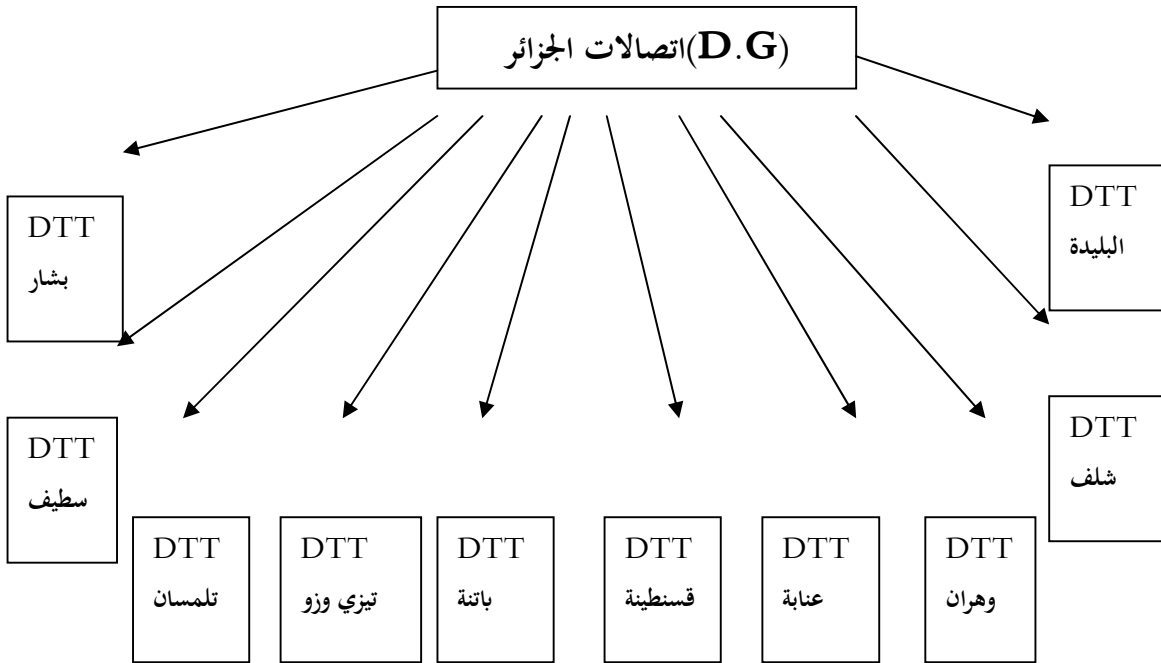 اتصالات الجزائر(D.G)
DTT
البليدة
DTT
بشار
DTT
شلف
DTT
سطيف
DTT
وهران
DTT
عنابة
DTT
قسنطينة
DTT
باتنة
DTT
تيزي وزو
DTT
تلمسان